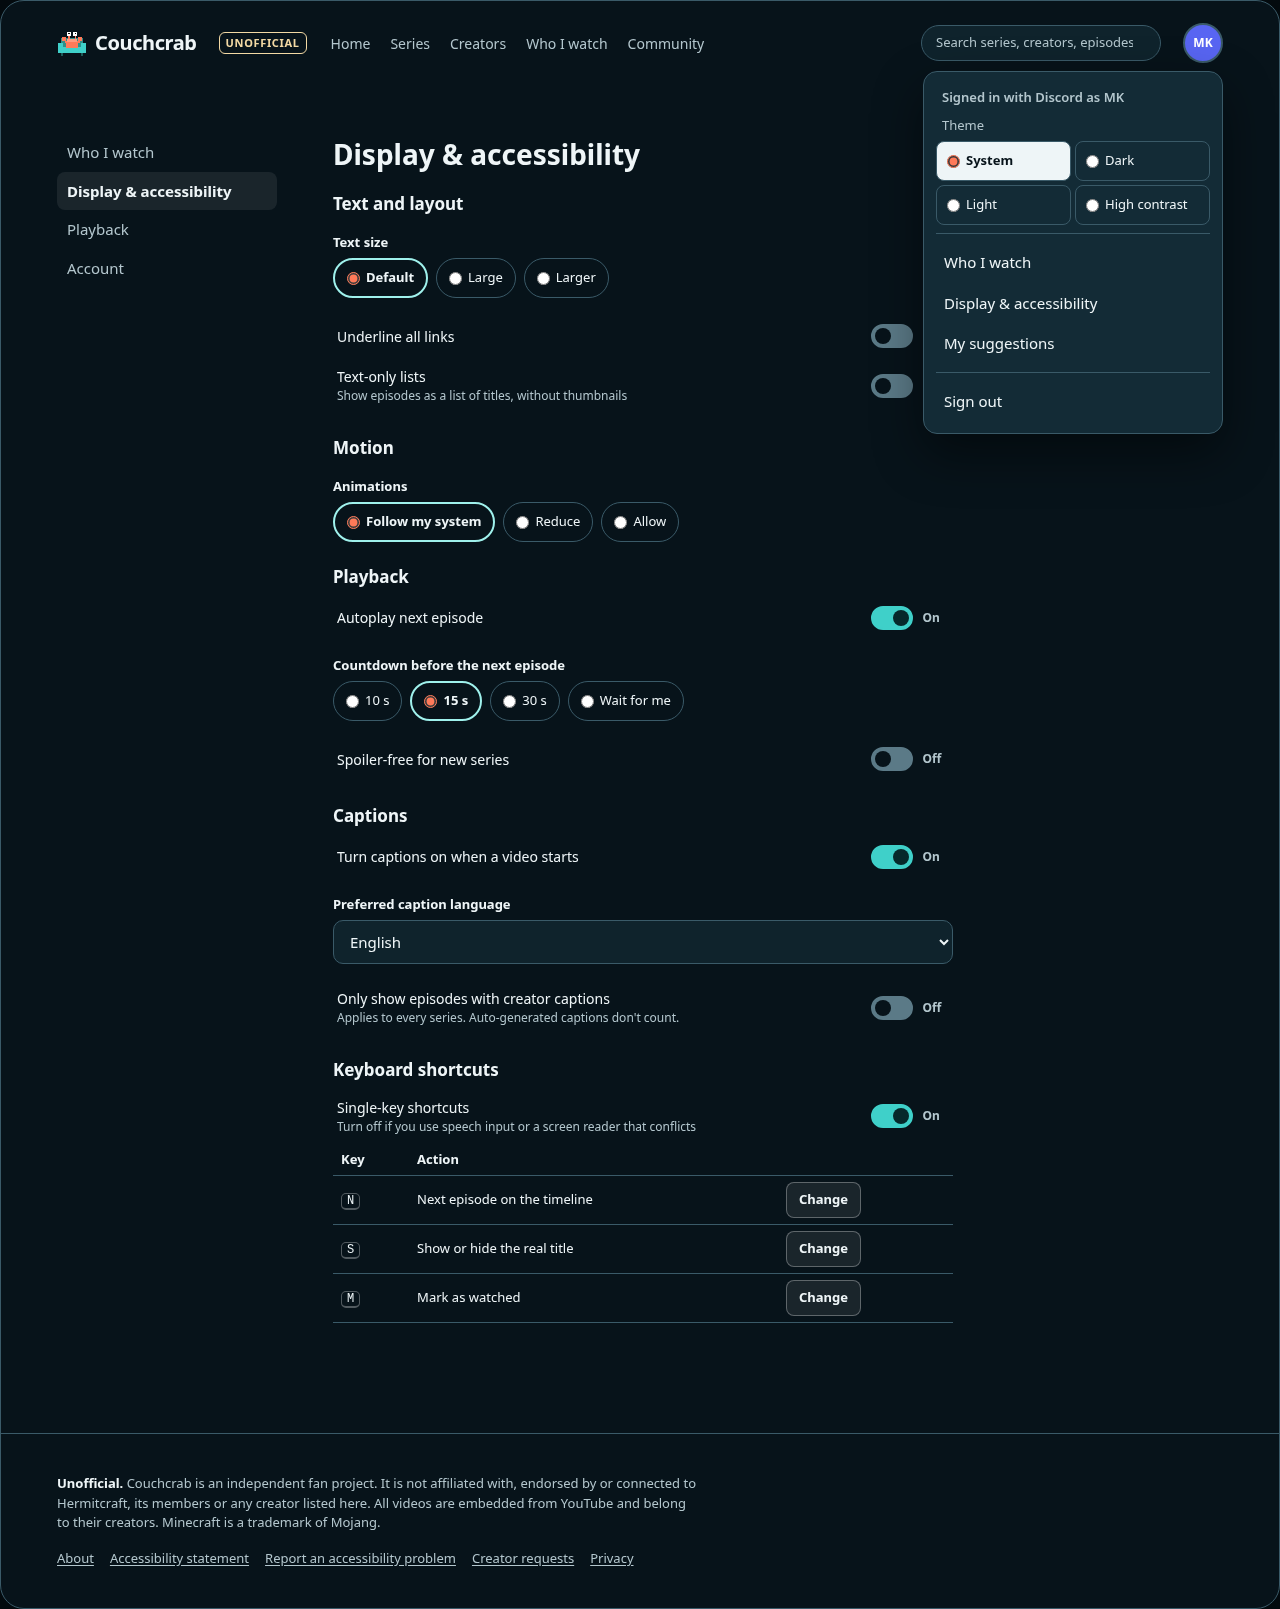 Couchcrab
UNOFFICIAL
Home
Series
Creators
Who I watch
Community
Search series, creators, episodes
MK
Signed in with Discord as MK
Theme
System
Dark
Light
High contrast
Who I watch
Display & accessibility
My suggestions
Sign out
Who I watch
Display & accessibility
Playback
Account
Display & accessibility
Text and layout
Text size
Default
Large
Larger
Underline all links
Text-only lists
Show episodes as a list of titles, without thumbnails
Motion
Animations
Follow my system
Reduce
Allow
Playback
Autoplay next episode
On
Countdown before the next episode
10 s
15 s
30 s
Wait for me
Spoiler-free for new series
Off
Captions
Turn captions on when a video starts
On
Preferred caption language
English
Only show episodes with creator captions
Applies to every series. Auto-generated captions don't count.
Off
Keyboard shortcuts
Single-key shortcuts
Turn off if you use speech input or a screen reader that conflicts
On
Key
Action
N
Next episode on the timeline
Change
S
Show or hide the real title
Change
M
Mark as watched
Change
Unofficial. Couchcrab is an independent fan project. It is not affiliated with, endorsed by or connected to
Hermitcraft, its members or any creator listed here. All videos are embedded from YouTube and belong
to their creators. Minecraft is a trademark of Mojang.
About
Accessibility statement
Report an accessibility problem
Creator requests
Privacy